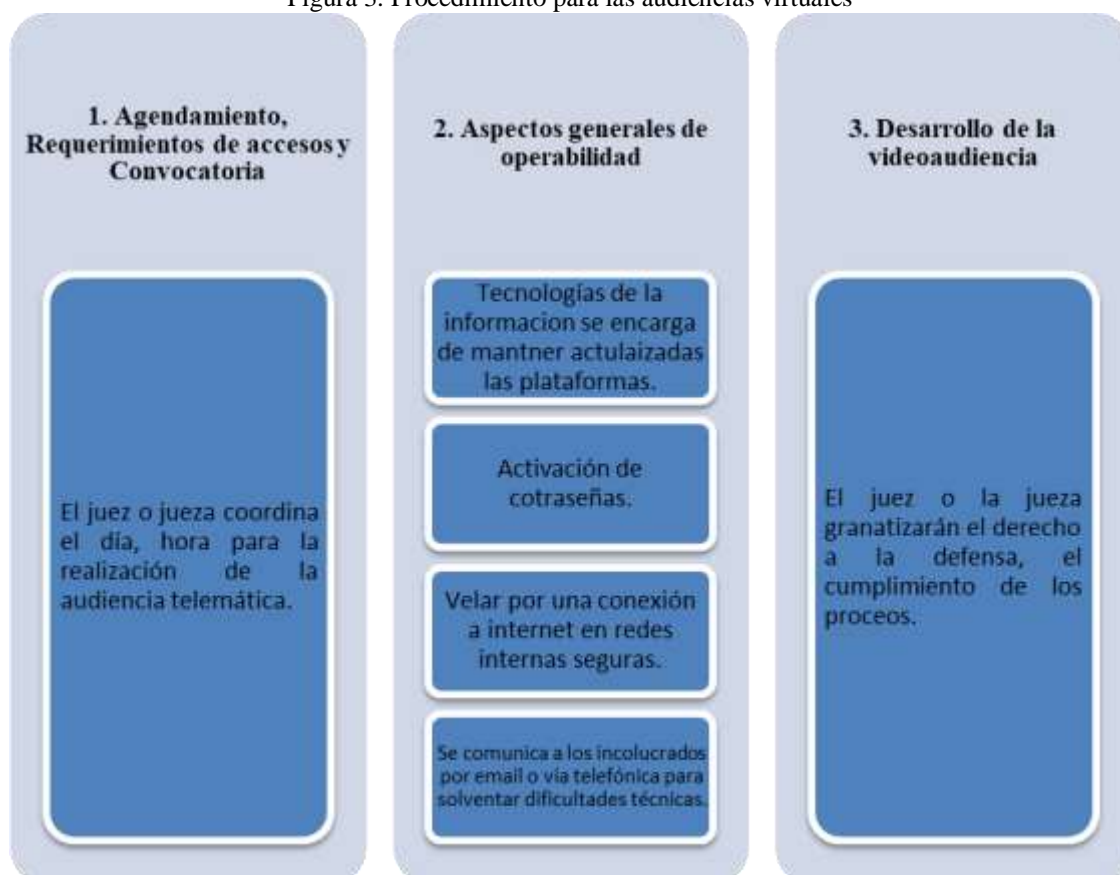 Figura 3. Procedimiento para las audiencias virtuales
1. Agendamiento,
Requerimientos de accesos y
Convocatoria
El juez o jueza coordina
el día, hora para la
realización de la
audiencia telemática.
2. Aspectos generales de
operabilidad
Tecnologías de la
informacion se encarga
de mantner actulaizadas
las plataformas.
Activación de
cotraseñas.
Velar por una conexión
a internet en redes
internas seguras.
Se comunica a los incolucrados
por email o vía telefónica para
solventar dificultades técnicas.
3. Desarrollo de la
videoaudiencia
El juez o la jueza
granatizarán el derecho
a la defensa, el
cumplimiento de los
proceos.